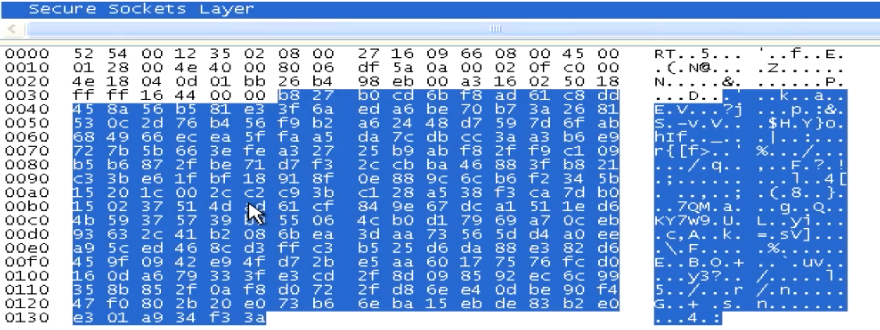 Secure Sockets Layer
0000 52 54 00 12 35 02 08 00 27 16 09 66 08 00 45 00 RT..5... '..f..E.
0010 01 28 00 4e 40 00 80 06 df 5a 0a 00 02 0f c0 00 .(.N@... .Z......
0020 4e 18 04 0d 01 bb 26 b4 98 eb 00 a3 16 02 50 18 N.....&. ......P.
0030 ff ff 16 44 00 00 b8 27 b0 cd 6b f8 ad 61 c8 dd ...D...' ..k..a..
0040 45 8a 56 b5 81 e3 3f 6a ed a6 be 70 b7 3a 26 81 E.V...?j ...p.:&.
0050 53 0c 2d 76 b4 56 f9 b2 a6 24 48 d7 59 7d 6f ab S.-v.V.. .$H.Y}o.
0060 68 49 66 ec ea 5f fa a5 da 7c db cc 3a a3 b6 e9 hIf.._.. .|..:...
0070 72 7b 5b 66 3e fe a3 27 25 b9 ab f8 2f f9 c1 09 r{[f>..' %.../...
0080 b5 b6 87 2f be 71 d7 f3 2c cb ba 46 88 3f b8 21 .../.q.. ,..F.?.!
0090 c3 3b e6 1f bf 18 91 8f 0e 88 9c 6c b6 f2 34 5b .;...... ...l..4[
00a0 15 20 1c 00 2c c2 c9 3b c1 28 a5 38 f3 ca 7d b0 . ..,..; .(.8..}.
00b0 15 02 37 51 4d 61 cf 84 9e 67 dc a1 51 1e d6 ..7QM.a. ..g..Q..
00c0 4b 59 37 57 39 55 06 4c b0 d1 79 69 a7 0c eb KY7W9.U. L..yi...
00d0 93 63 2c 41 b2 08 6b ea 3d aa 73 56 5d d4 a0 ee .c,A..k. =.sV]...
00e0 a9 5c ed 46 8c d3 ff c3 b5 25 d6 da 88 e3 82 d6 .\.F.... .%......
00f0 45 9f 09 42 e9 4f d7 2b e5 aa 60 17 75 76 fc d0 E..B.O.+ ..`.uv..
0100 16 0d a6 79 33 3f e3 cd 2f 8d 09 85 92 ec 6c 99 ...y3?.. /.....l.
0110 35 8b 85 2f 0a f8 d0 72 2f d8 6e e4 0d be 90 f4 5../...r /.n.....
0120 47 f0 80 2b 20 e0 73 b6 6e ba 15 eb de 83 b2 e0 G..+ .s. n.......
0130 e3 01 a9 34 f3 3a ...4.: